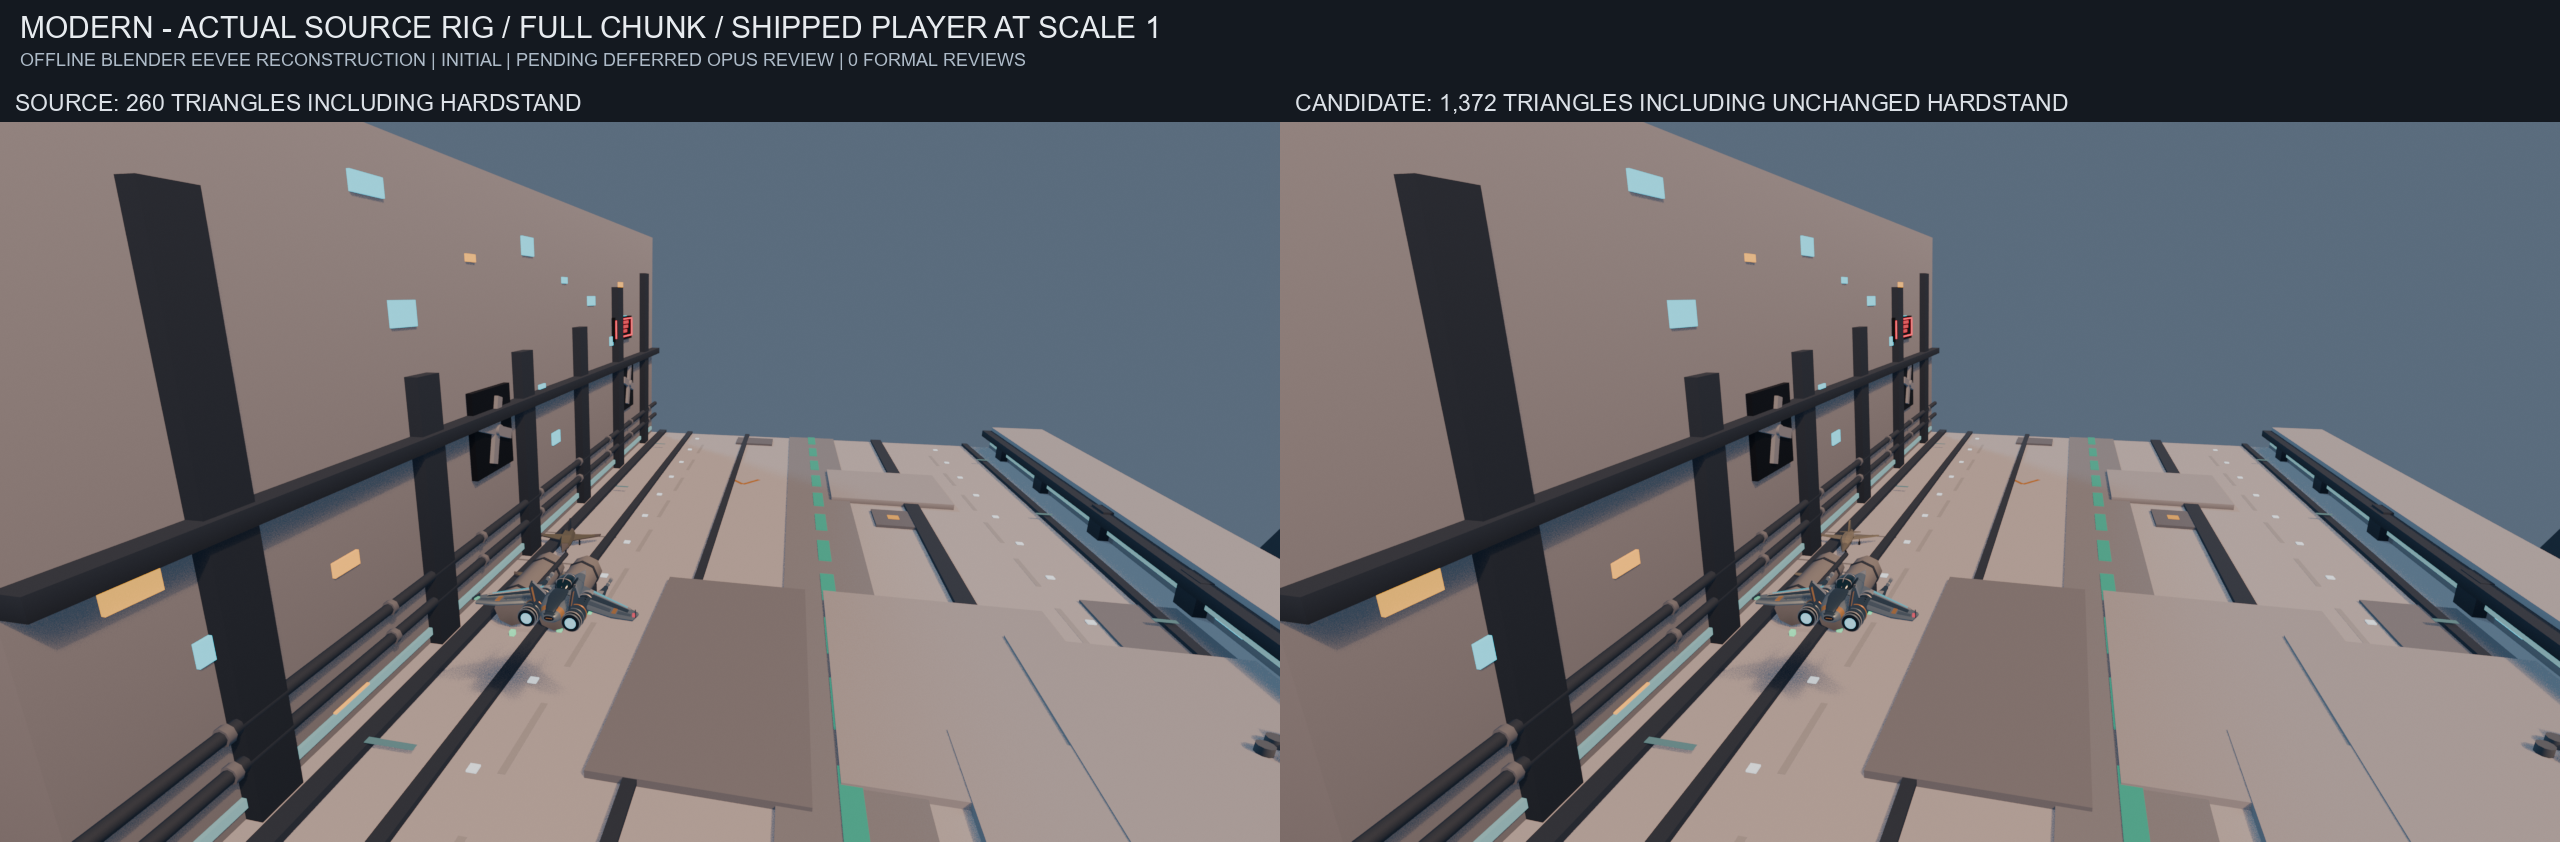 MODERN - ACTUAL SOURCE RIG / FULL CHUNK / SHIPPED PLAYER AT SCALE 1
OFFLINE BLENDER EEVEE RECONSTRUCTION | INITIAL | PENDING DEFERRED OPUS REVIEW | 0 FORMAL REVIEWS
SOURCE: 260 TRIANGLES INCLUDING HARDSTAND
CANDIDATE: 1,372 TRIANGLES INCLUDING UNCHANGED HARDSTAND